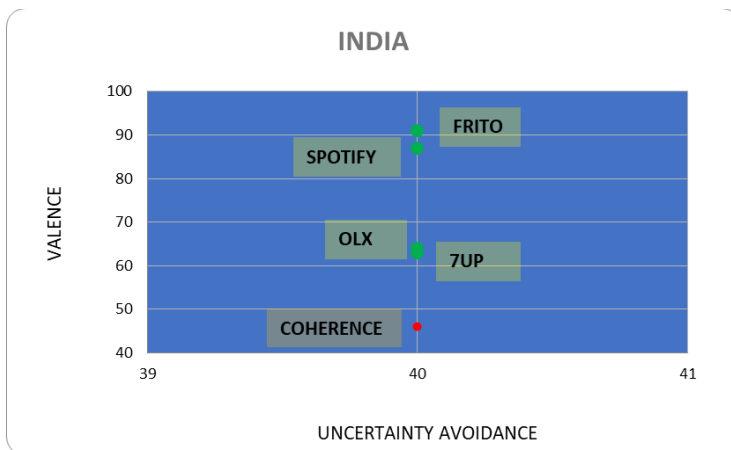 INDIA
VALENCE
100
90
80
70
60
50
40
FRITO
SPOTIFY
OLX
7UP
COHERENCE
39
40
41
UNCERTAINTY AVOIDANCE